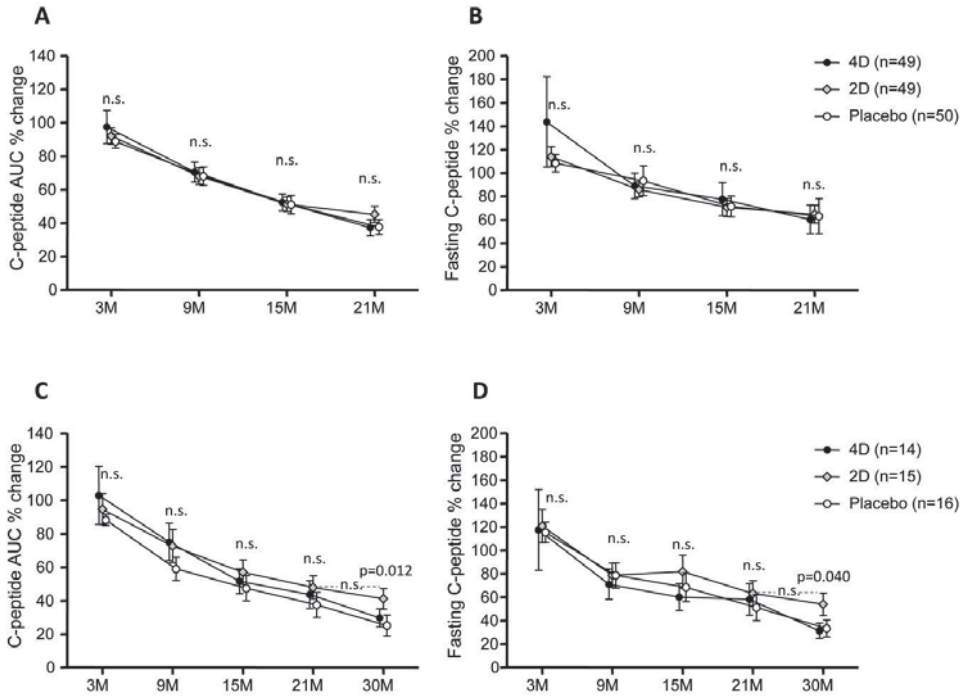 A
C-peptide AUC % change
140
120
100
80
60
40
20
0
n.s.
n.s.
n.s.
n.s.
3M
9M
15M
21M
B
Fasting C-peptide % change
200
180
160
140
120
100
80
60
40
20
0
n.s.
n.s.
n.s.
n.s.
3M
9M
15M
21M
4D (n=49)
2D (n=49)
Placebo (n=50)
C
C-peptide AUC % change
140
120
100
80
60
40
20
0
n.s.
n.s.
n.s.
n.s.
p=0.012
n.s.
3M
9M
15M
21M
30M
D
Fasting C-peptide % change
200
180
160
140
120
100
80
60
40
20
0
n.s.
n.s.
n.s.
n.s.
p=0.040
n.s.
3M
9M
15M
21M
30M
4D (n=14)
2D (n=15)
Placebo (n=16)